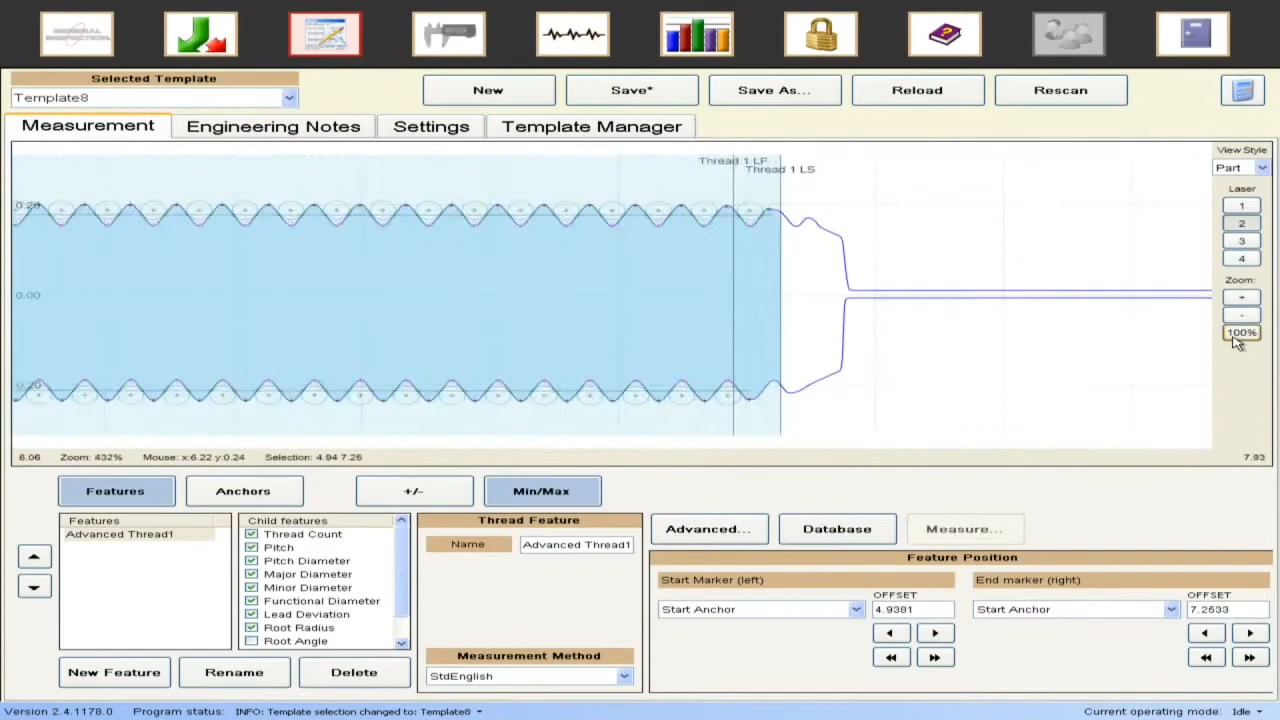 GENERAL INSPECTION
Selected Template
Template8
New
Save*
Save As...
Reload
Rescan
Measurement
Engineering Notes
Settings
Template Manager
View Style
Part
Laser
1
2
3
4
Zoom:
+
-
100%
Thread 1 LF
Thread 1 LS
0.20
0.00
0.20
6.06
Zoom: 432%
Mouse: x:6.22 y:0.24
Selection: 4.94 7.26
7.93
Features
Anchors
+/-
Min/Max
Features
Advanced Thread1
Child features
Thread Count
Pitch
Pitch Diameter
Major Diameter
Minor Diameter
Functional Diameter
Lead Deviation
Root Radius
Root Angle
Thread Feature
Name
Advanced Thread1
Measurement Method
StdEnglish
Advanced...
Database
Measure...
Feature Position
Start Marker (left)
End marker (right)
OFFSET
OFFSET
Start Anchor
4.9381
Start Anchor
7.2633
New Feature
Rename
Delete
Version 2.4.1178.0
Program status:
INFO: Template selection changed to: Template8
Current operating mode:
Idle